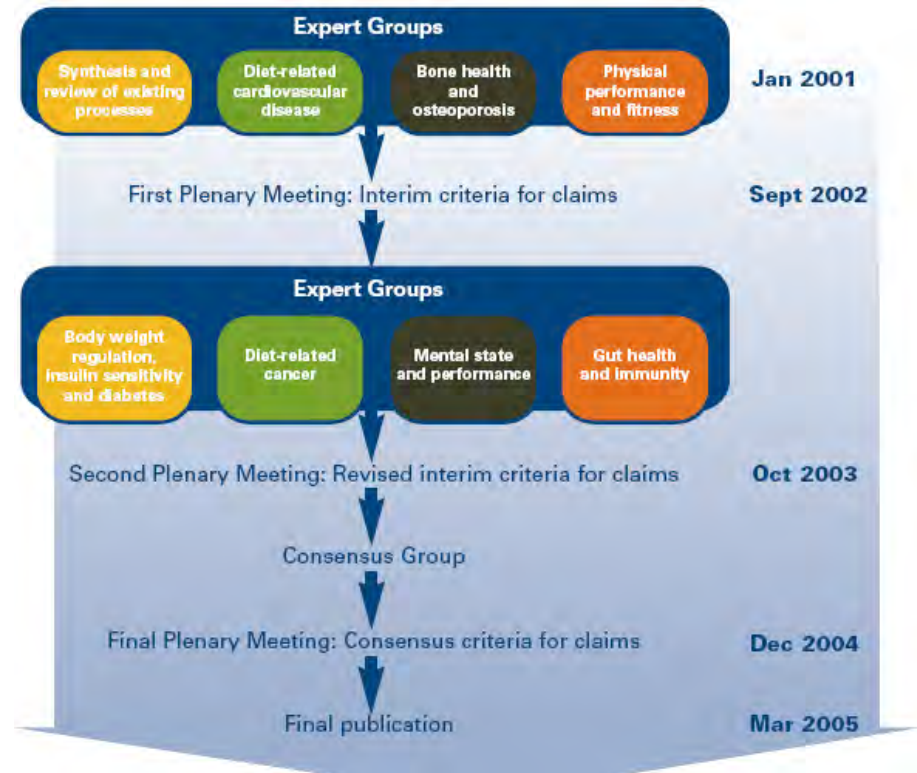 Expert Groups
Synthesis and
review of existing
processes
Diet-related
cardiovascular
disease
Bone health
and
osteoporosis
Physical
performance
and fitness
Jan 2001
First Plenary Meeting: Interim criteria for claims
Sept 2002
Expert Groups
Body weight
regulation,
insulin sensitivity
and diabetes
Diet-related
cancer
Mental state
and performance
Gut health
and immunity
Second Plenary Meeting: Revised interim criteria for claims
Oct 2003
Consensus Group
Final Plenary Meeting: Consensus criteria for claims
Dec 2004
Final publication
Mar 2005